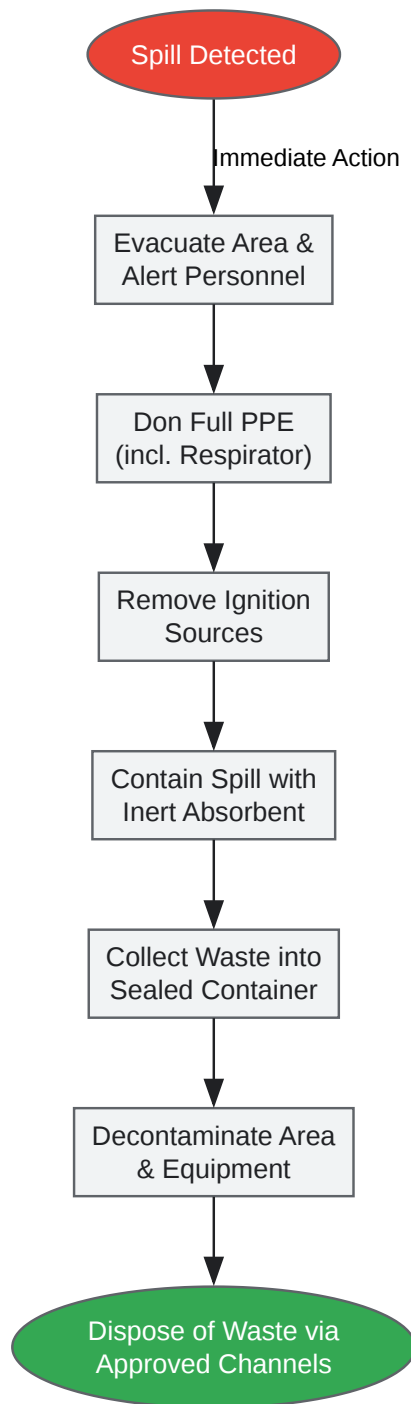 Spill Detected
Immediate Action
Evacuate Area &
Alert Personnel
Don Full PPE
(incl. Respirator)
Remove Ignition
Sources
Contain Spill with
Inert Absorbent
Collect Waste into
Sealed Container
Decontaminate Area
& Equipment
Dispose of Waste via
Approved Channels